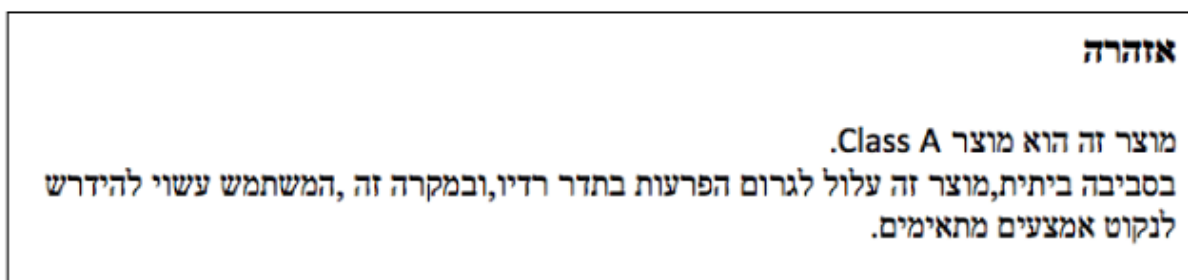 אזהרה
מוצר זה הוא מוצר Class A.
בסביבה ביתית,מוצר זה עלול לגרום הפרעות בתדר רדיו,ובמקרה זה ,המשתמש עשוי להידרש
לנקוט אמצעים מתאימים.